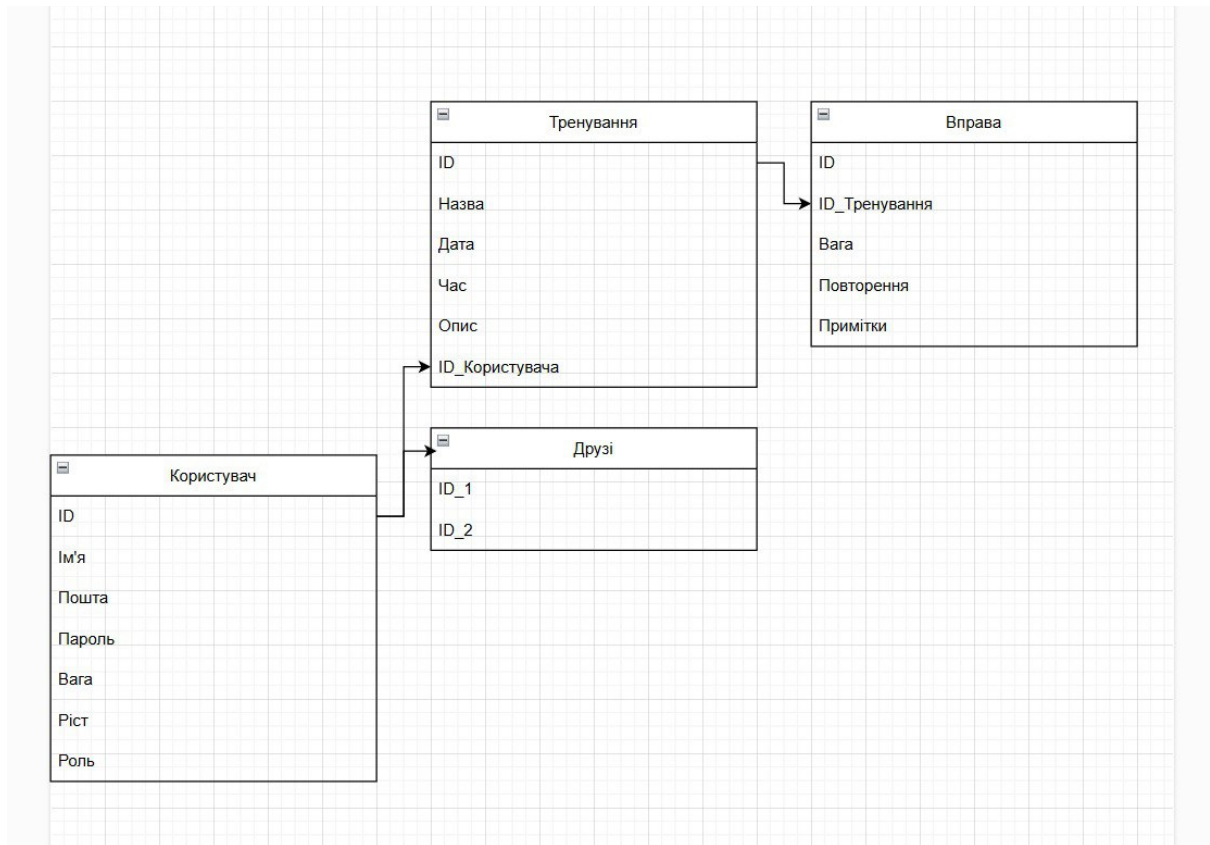 Тренування
ID
Назва
Дата
Час
Опис
ID_Користувача
Вправа
ID
ID_Тренування
Вага
Повторення
Примітки
Друзі
ID_1
ID_2
Користувач
ID
Ім'я
Пошта
Пароль
Вага
Ріст
Роль